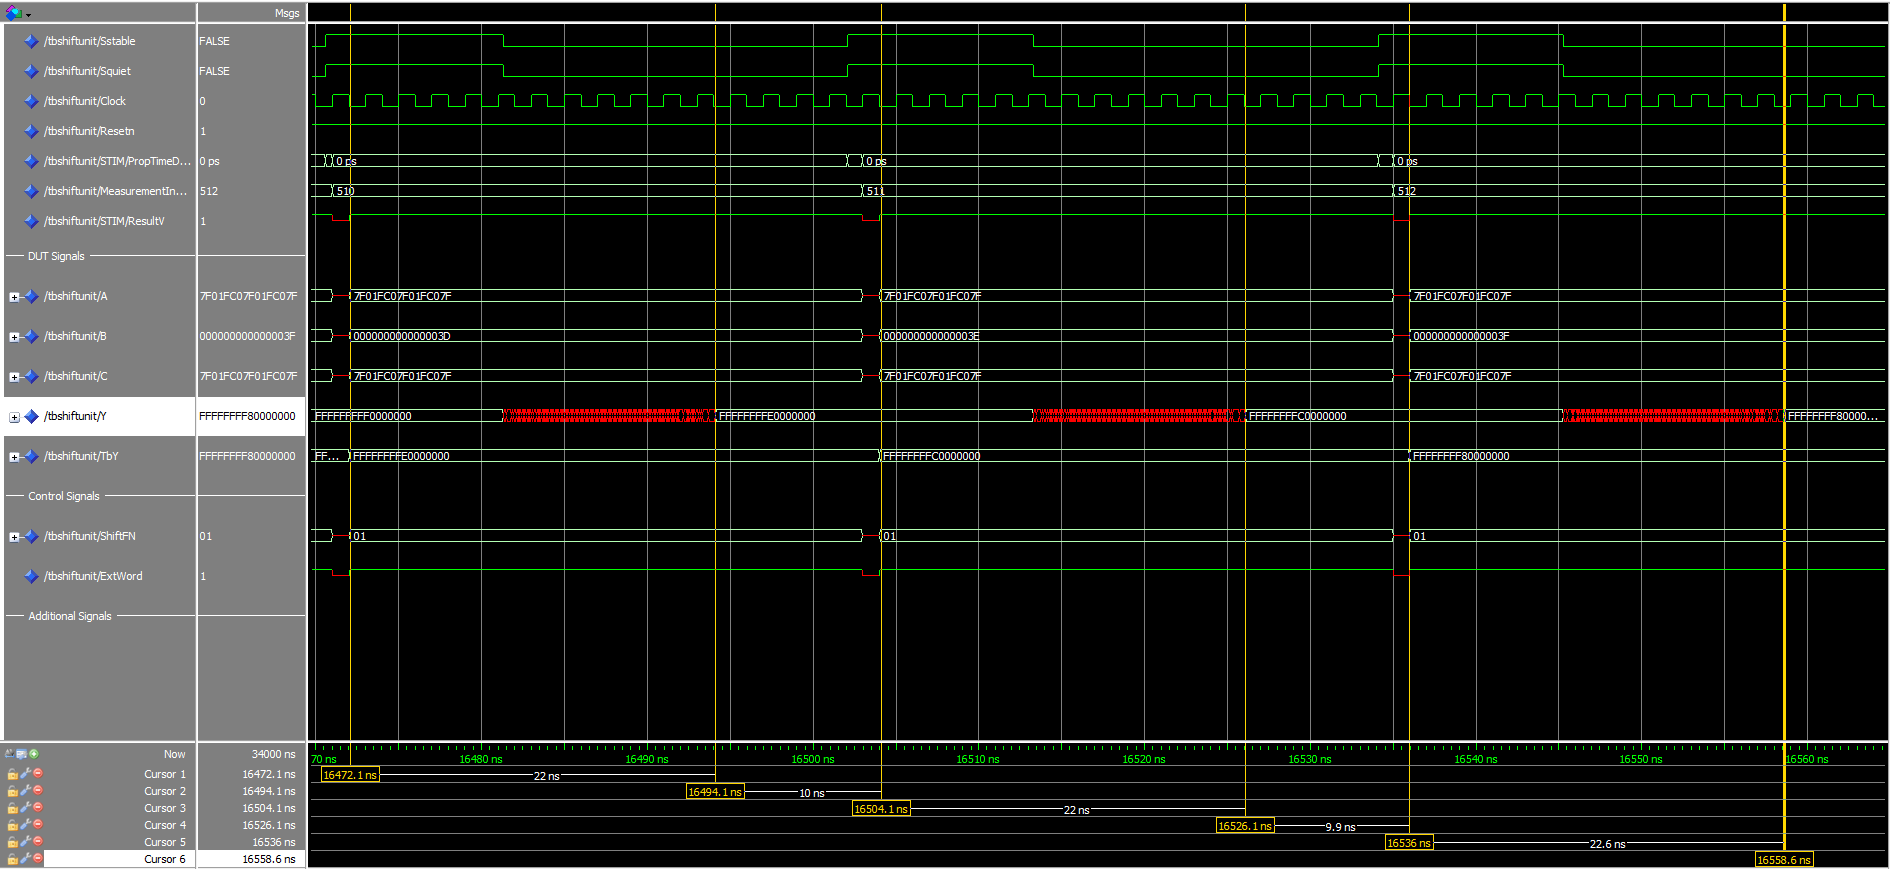 Msgs
/tbshiftunit/Sstable FALSE
/tbshiftunit/Squiet FALSE
/tbshiftunit/Clock 0
/tbshiftunit/Resetn 1
/tbshiftunit/STIM/PropTimeD... 0 ps 0 ps 0 ps 0 ps
/tbshiftunit/MeasurementIn... 512 510 511 512
/tbshiftunit/STIM/ResultV 1
DUT Signals
/tbshiftunit/A 7F01FC07F01FC07F 7F01FC07F01FC07F 7F01FC07F01FC07F 7F01FC07F01FC07F
/tbshiftunit/B 000000000000003F 000000000000003D 000000000000003E 000000000000003F
/tbshiftunit/C 7F01FC07F01FC07F 7F01FC07F01FC07F 7F01FC07F01FC07F 7F01FC07F01FC07F
/tbshiftunit/Y FFFFFFFF80000000 FFFFFFFFF0000000 FFFFFFFFE0000000 FFFFFFFFC0000000 FFFFFFFF80000...
/tbshiftunit/TbY FFFFFFFF80000000 FF... FFFFFFFFE0000000 FFFFFFFFC0000000 FFFFFFFF80000000
Control Signals
/tbshiftunit/ShiftFN 01 01 01 01
/tbshiftunit/ExtWord 1
Additional Signals
Now 34000 ns 70 ns 16480 ns 16490 ns 16500 ns 16510 ns 16520 ns 16530 ns 16540 ns 16550 ns 16560 ns
Cursor 1 16472.1 ns 16472.1 ns 22 ns
Cursor 2 16494.1 ns 16494.1 ns 10 ns
Cursor 3 16504.1 ns 16504.1 ns 22 ns
Cursor 4 16526.1 ns 16526.1 ns 9.9 ns
Cursor 5 16536 ns 16536 ns 22.6 ns
Cursor 6 16558.6 ns 16558.6 ns